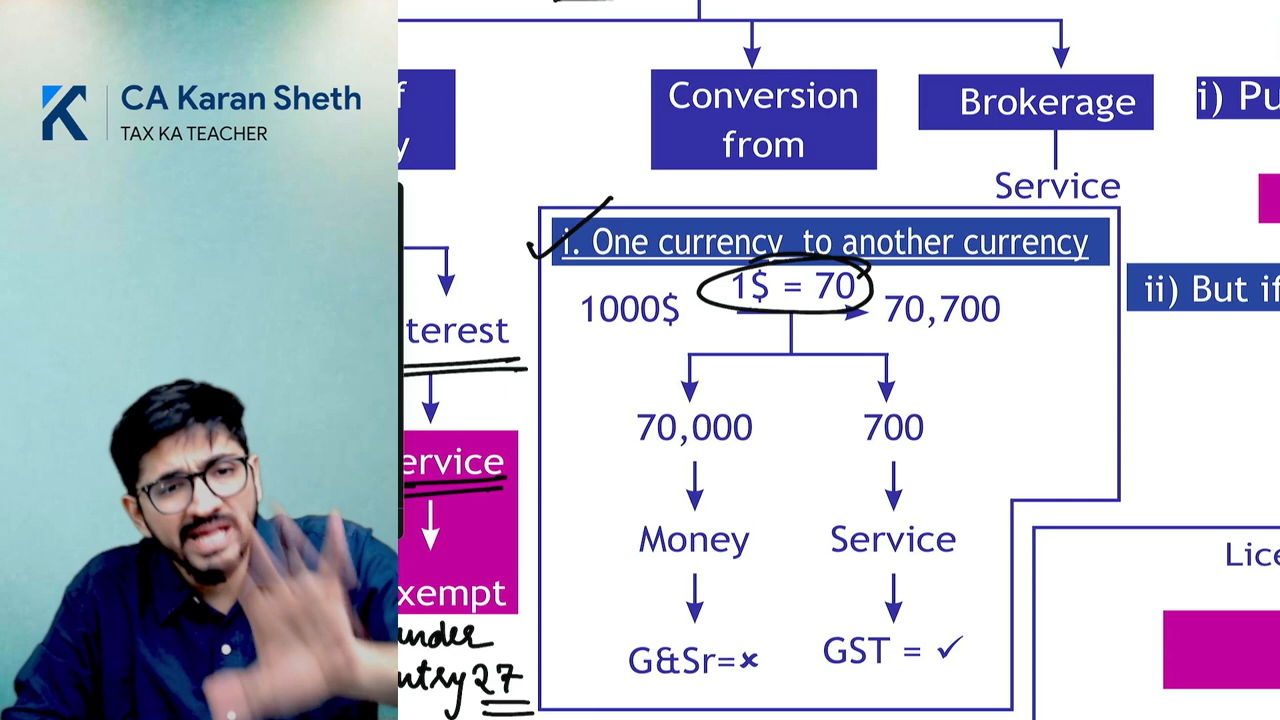 CA Karan Sheth
TAX KA TEACHER
f
y
Conversion
from
Brokerage
i) Pu
Service
i. One currency to another currency
1$ = 70
1000$
70,700
ii) But if
terest
70,000
700
ervice
Money
Service
Lice
xempt
under
ntry 27
G&Sr=×
GST = ✓